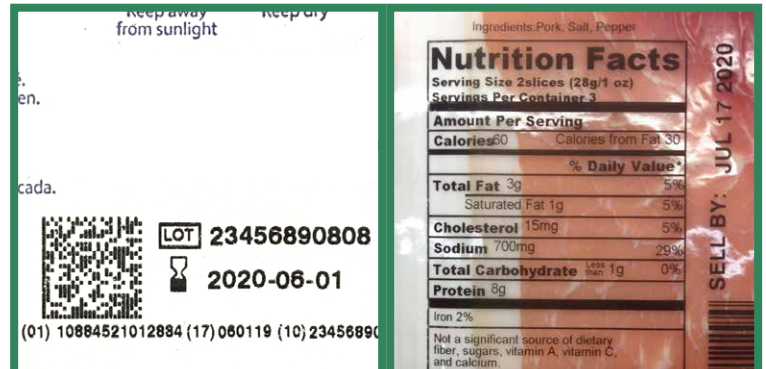 Keep away
from sunlight
Keep dry
en.
cada.
LOT 23456890808
2020-06-01
(01) 10884521012884 (17) 060119 (10) 23456890
Ingredients:Pork, Salt, Pepper
Nutrition Facts
Serving Size 2slices (28g/1 oz)
Servings Per Container 3
Amount Per Serving
Calories60 Calories from Fat 30
% Daily Value*
Total Fat 3g 5%
Saturated Fat 1g 5%
Cholesterol 15mg 5%
Sodium 700mg 29%
Total Carbohydrate Less than 1g 0%
Protein 8g
Iron 2%
Not a significant source of dietary
fiber, sugars, vitamin A, vitamin C,
and calcium.
SELL BY: JUL 17 2020